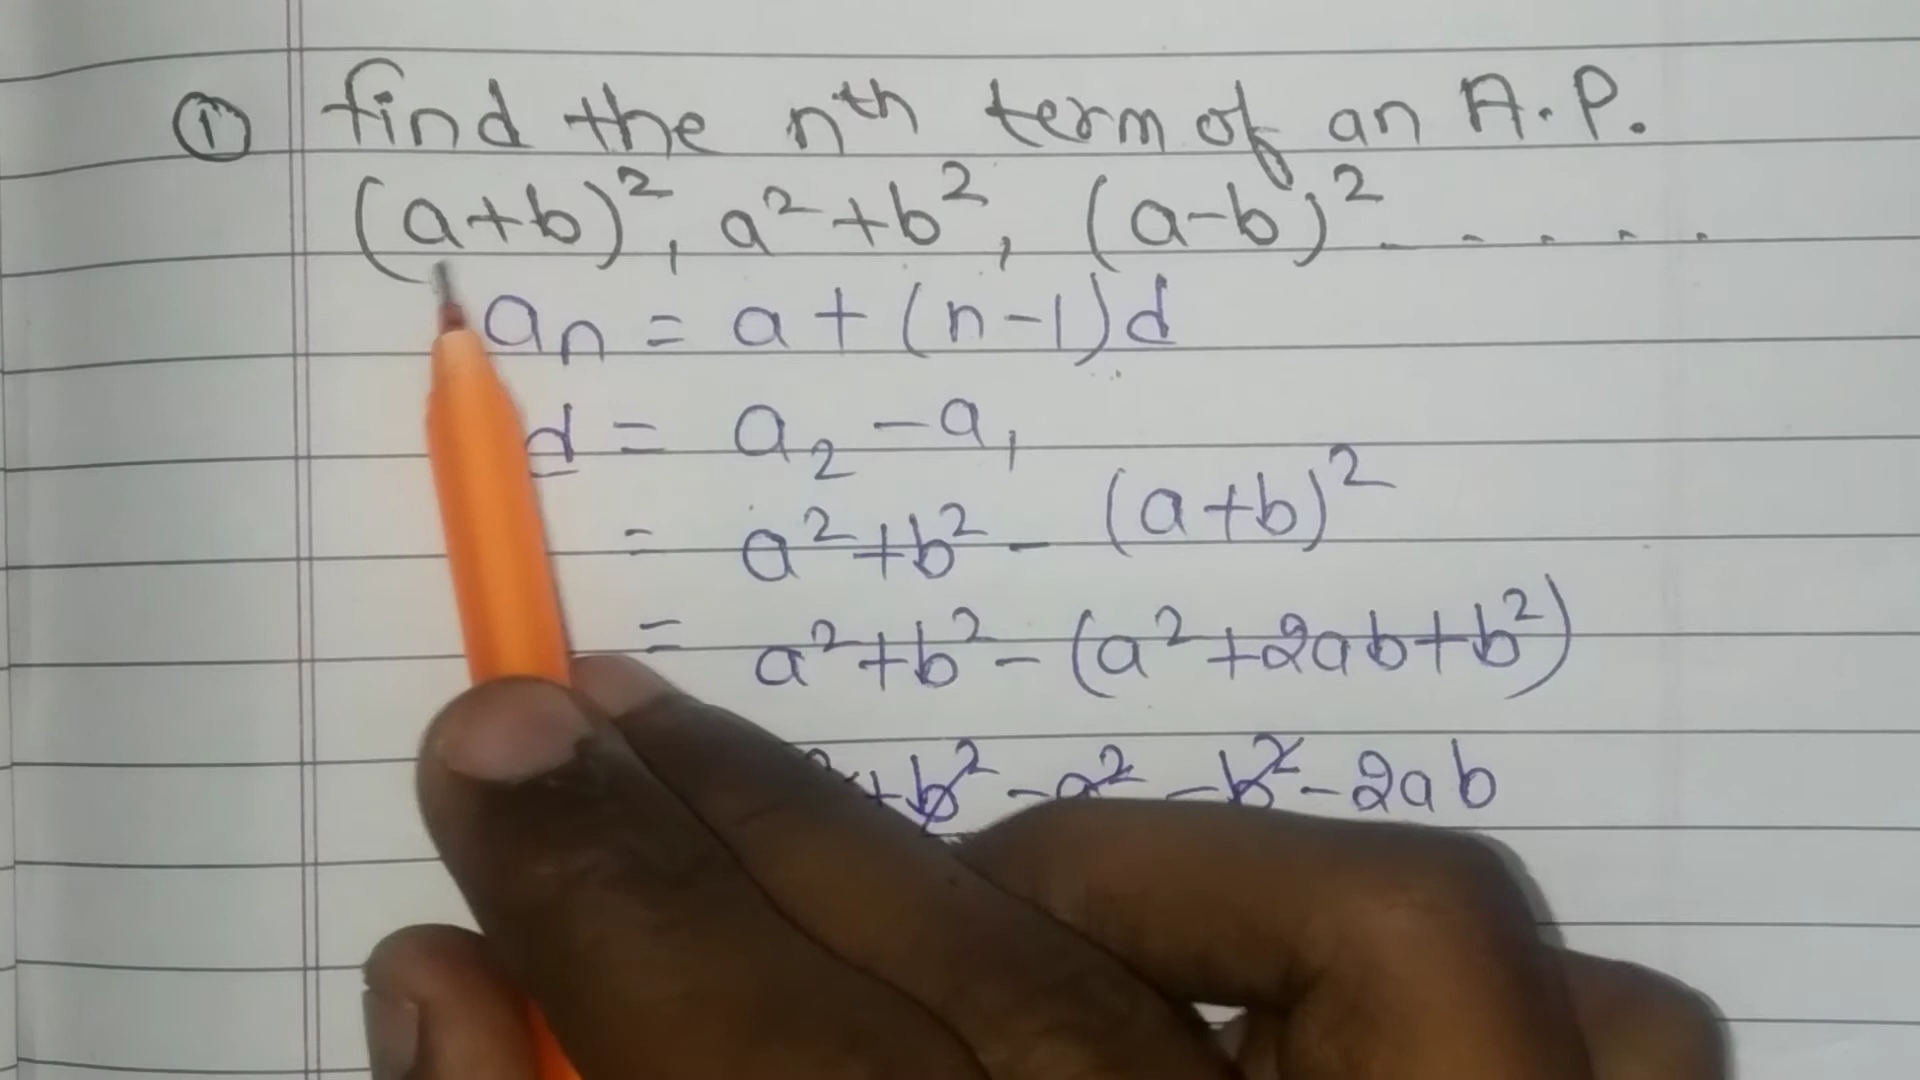 ① find the nth term of an A.P.
(a+b)², a²+b², (a-b)² - - - - -
an = a + (n-1)d
d = a₂ - a₁
= a²+b² - (a+b)²
= a²+b² - (a²+2ab+b²)
+b² - a² - b² - 2ab